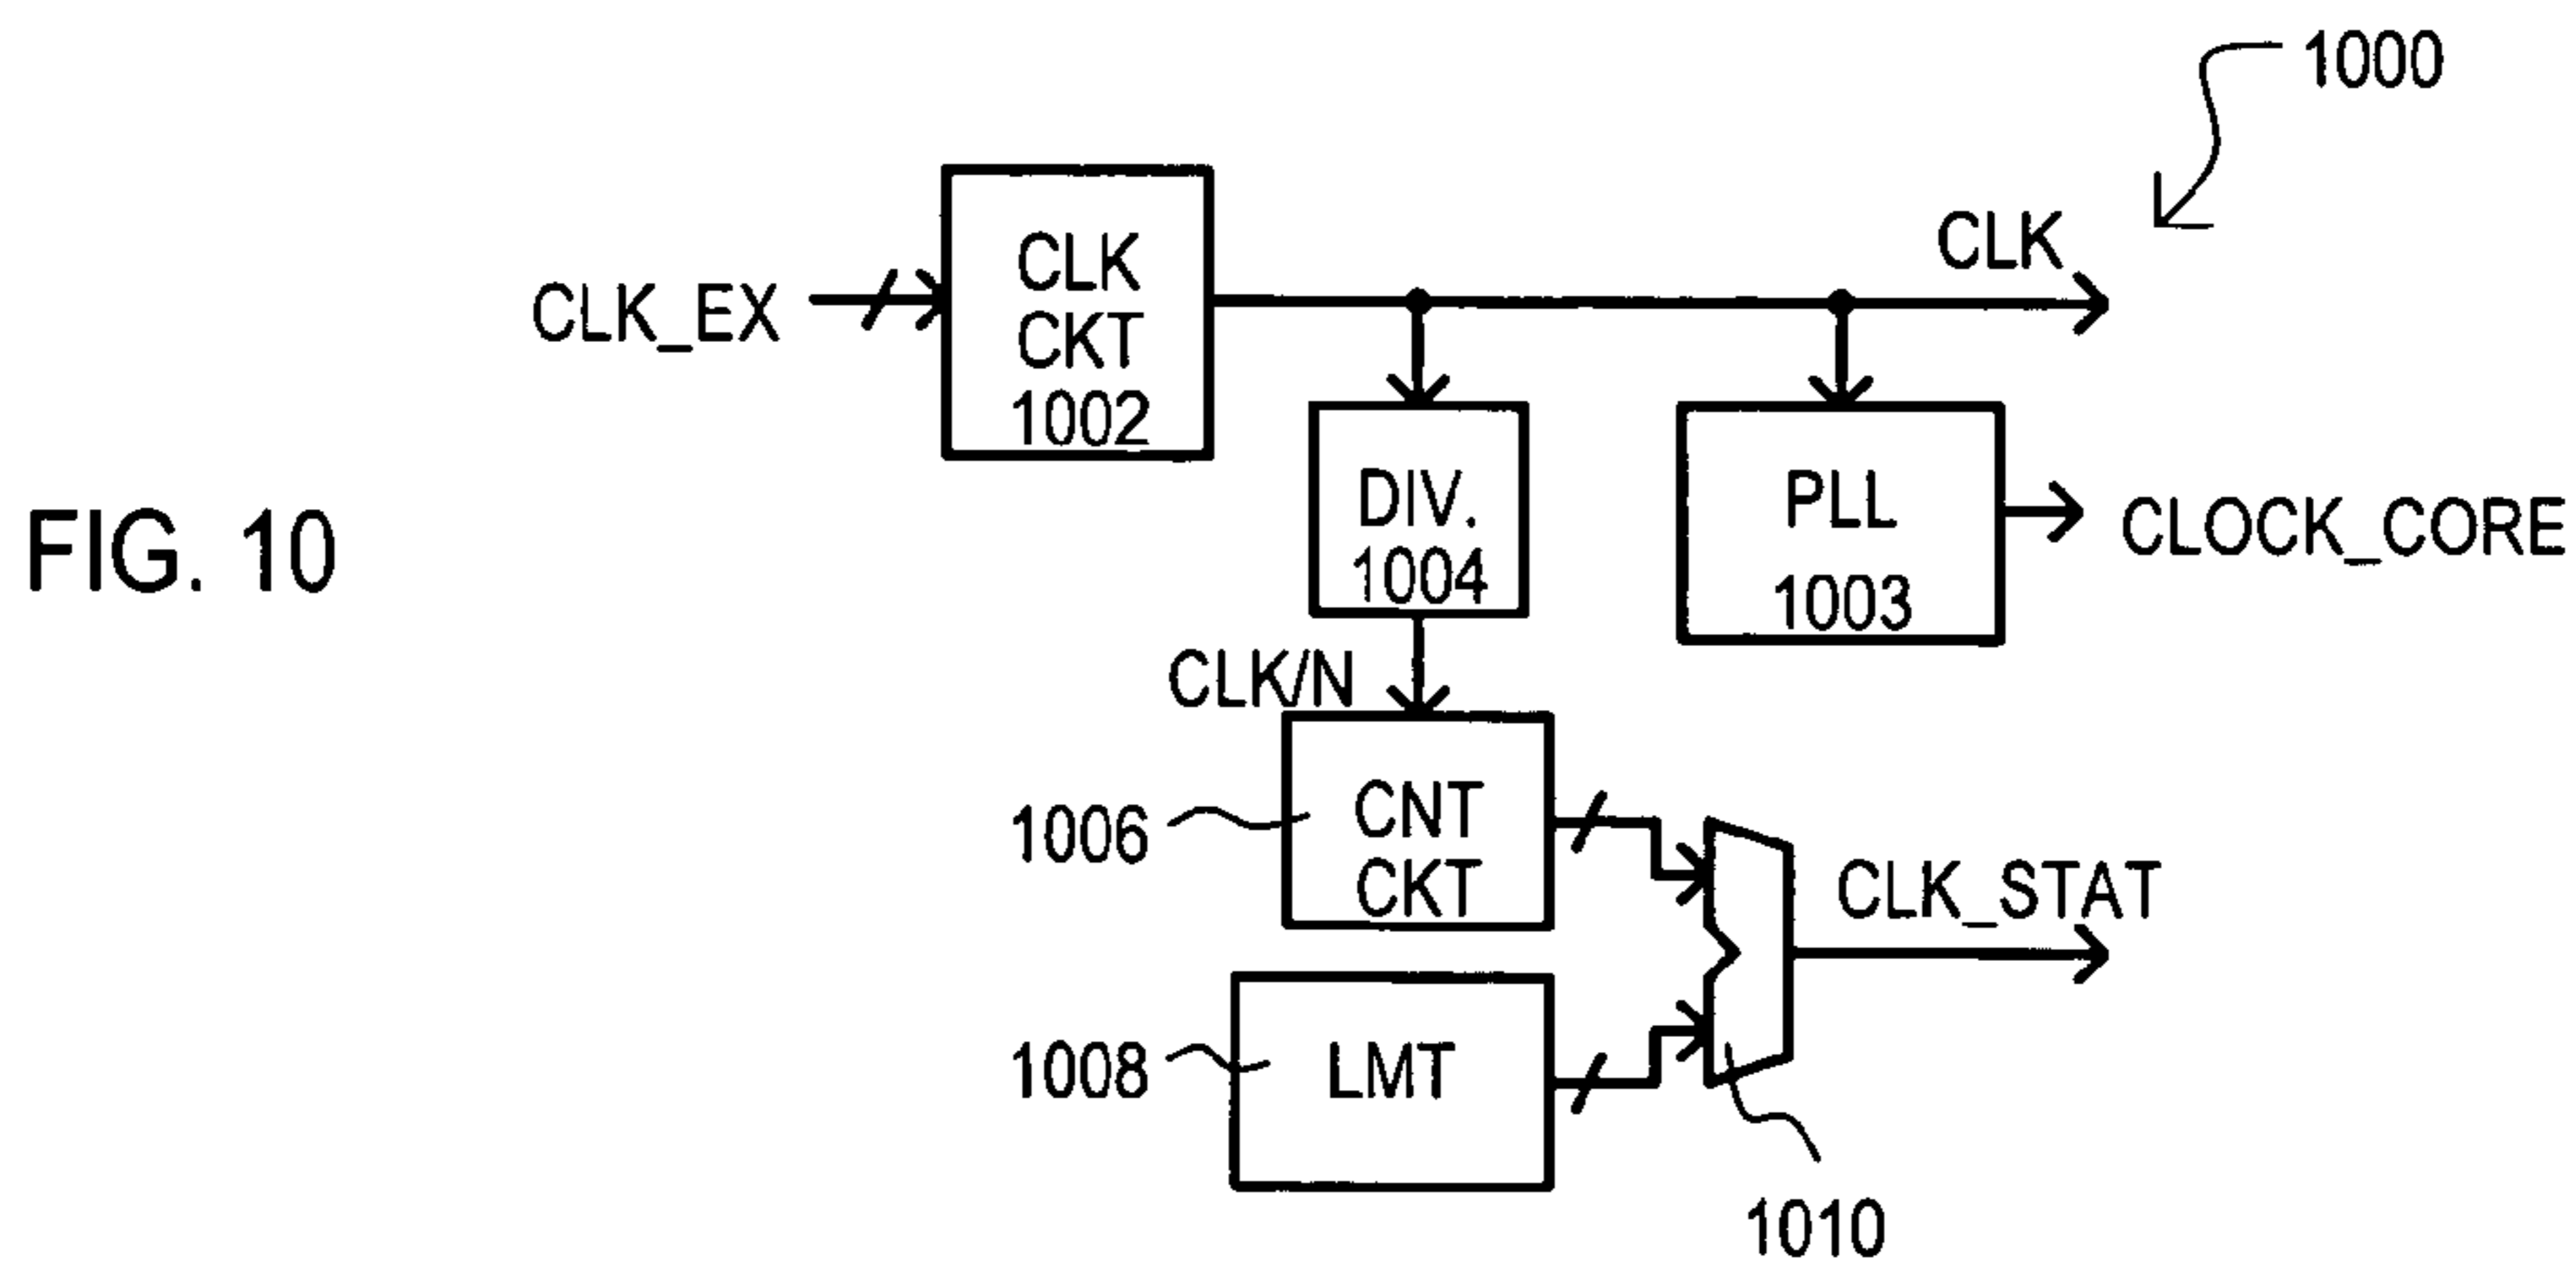 1000
CLK
CLK_EX
CLK
CKT
1002
FIG. 10
DIV.
1004
PLL
1003
CLOCK_CORE
CLK/N
1006
CNT
CKT
CLK_STAT
1008
LMT
1010